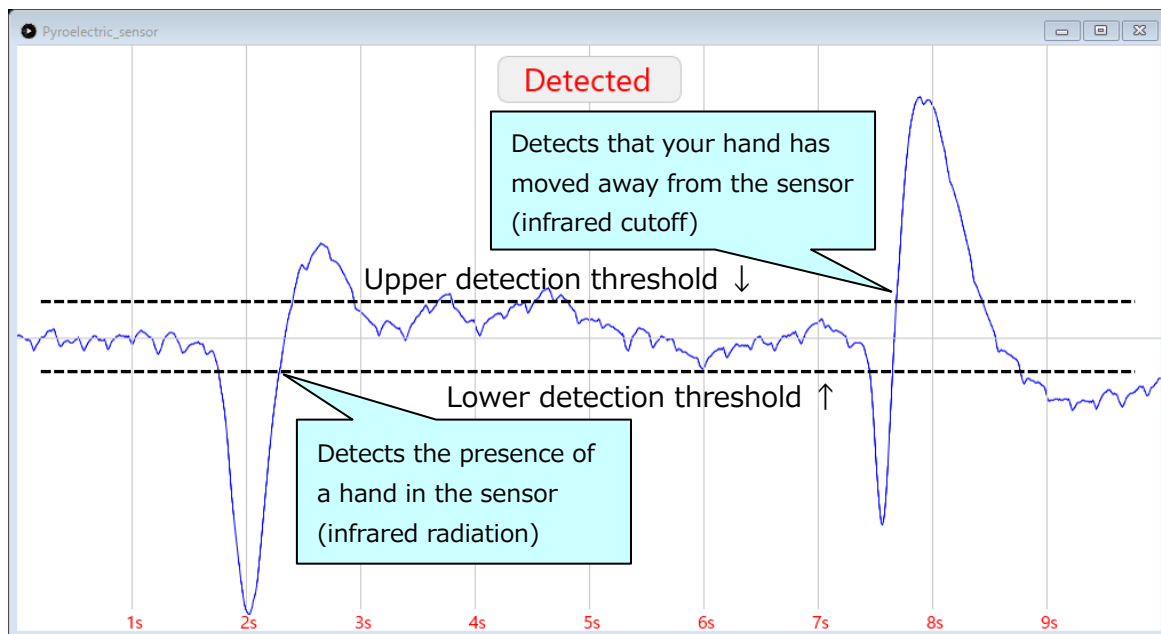 Pyroelectric_sensor
Detected
Detects that your hand has
moved away from the sensor
(infrared cutoff)
Upper detection threshold ↓
Lower detection threshold ↑
Detects the presence of
a hand in the sensor
(infrared radiation)
1s 2s 3s 4s 5s 6s 7s 8s 9s